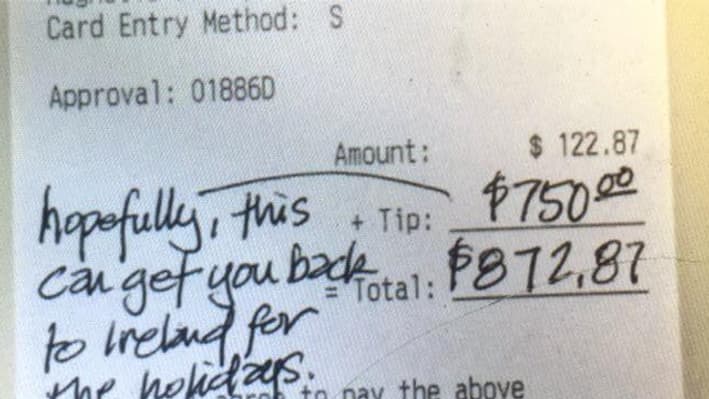 Card Entry Method: S
Approval: 01886D
Amount: $ 122.87
hopefully, this + Tip: $750 00
can get you back = Total: $872.87
to Ireland for
the holidays. to pay the above